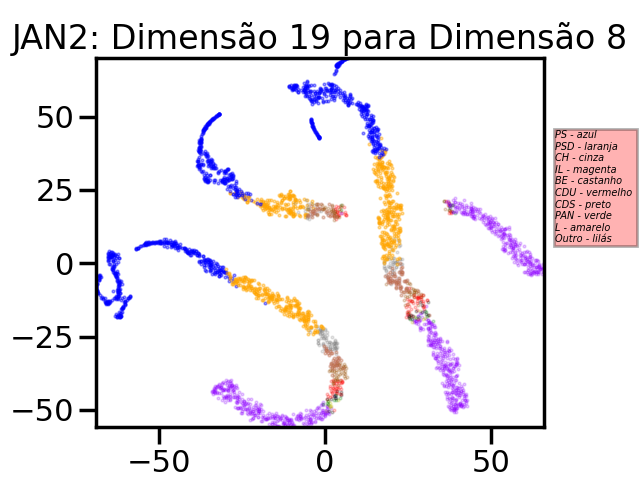 JAN2: Dimensão 19 para Dimensão 8
50
25
0
−25
−50
−50
0
50
PS - azul
PSD - laranja
CH - cinza
IL - magenta
BE - castanho
CDU - vermelho
CDS - preto
PAN - verde
L - amarelo
Outro - lilás